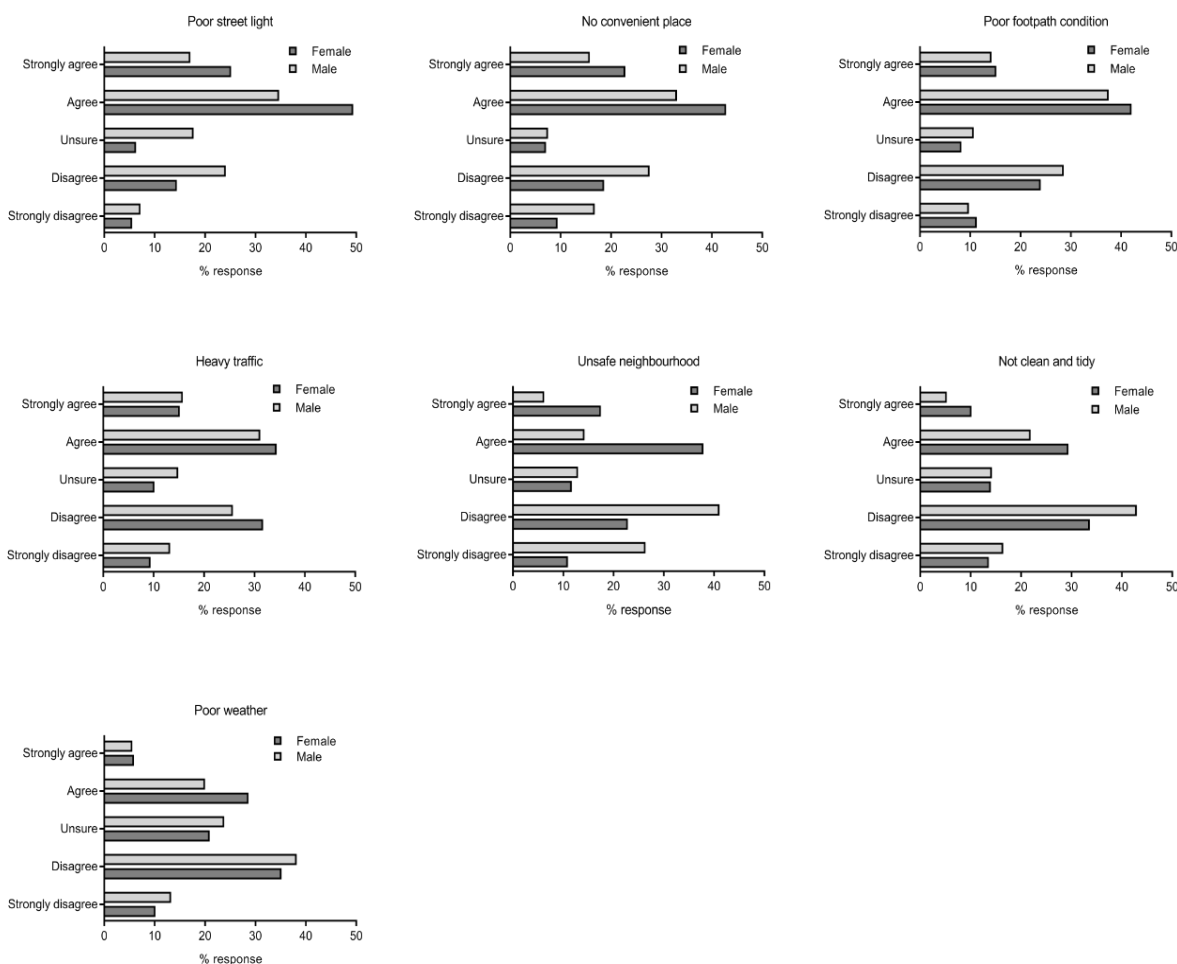 Poor street light
Female
Male
Strongly agree
Agree
Unsure
Disagree
Strongly disagree
0 10 20 30 40 50
% response
No convenient place
Female
Male
Strongly agree
Agree
Unsure
Disagree
Strongly disagree
0 10 20 30 40 50
% response
Poor footpath condition
Female
Male
Strongly agree
Agree
Unsure
Disagree
Strongly disagree
0 10 20 30 40 50
% response
Heavy traffic
Female
Male
Strongly agree
Agree
Unsure
Disagree
Strongly disagree
0 10 20 30 40 50
% response
Unsafe neighbourhood
Female
Male
Strongly agree
Agree
Unsure
Disagree
Strongly disagree
0 10 20 30 40 50
% response
Not clean and tidy
Female
Male
Strongly agree
Agree
Unsure
Disagree
Strongly disagree
0 10 20 30 40 50
% response
Poor weather
Female
Male
Strongly agree
Agree
Unsure
Disagree
Strongly disagree
0 10 20 30 40 50
% response